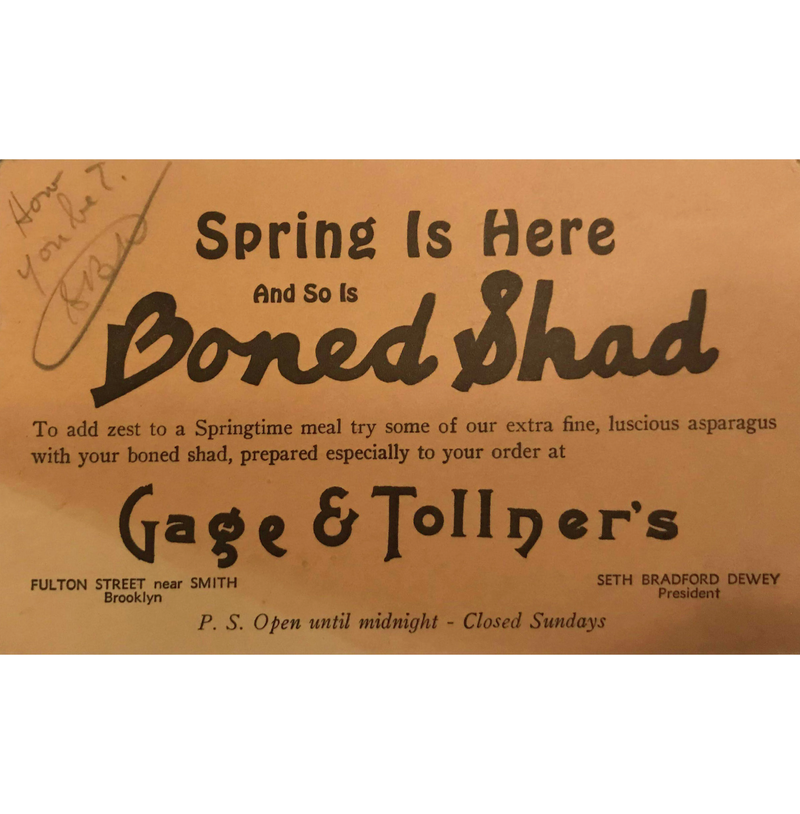 How
you be T.
SBD
Spring Is Here
And So Is
Boned Shad
To add zest to a Springtime meal try some of our extra fine, luscious asparagus
with your boned shad, prepared especially to your order at
Gage & Tollner's
FULTON STREET near SMITH
Brooklyn
SETH BRADFORD DEWEY
President
P. S. Open until midnight - Closed Sundays